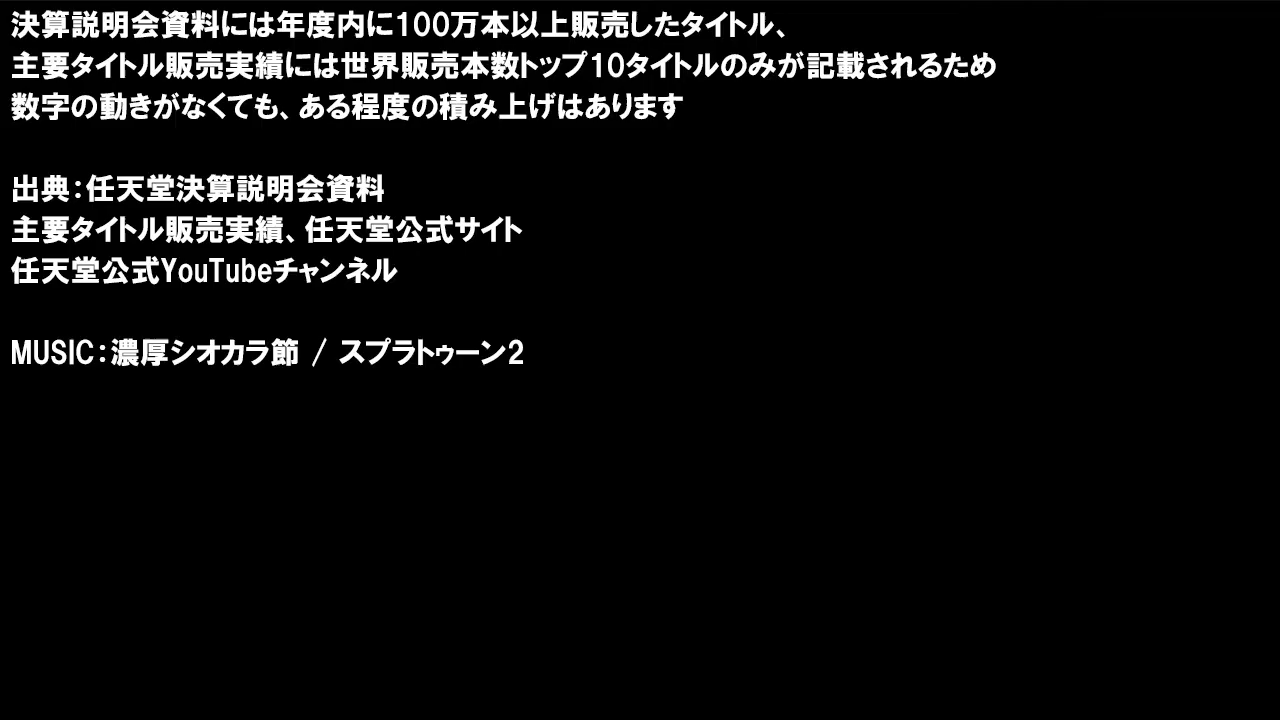 決算説明会資料には年度内に100万本以上販売したタイトル、
主要タイトル販売実績には世界販売本数トップ10タイトルのみが記載されるため
数字の動きがなくても、ある程度の積み上げはあります
出典：任天堂決算説明会資料
主要タイトル販売実績、任天堂公式サイト
任天堂公式YouTubeチャンネル
MUSIC：濃厚シオカラ節 / スプラトゥーン2